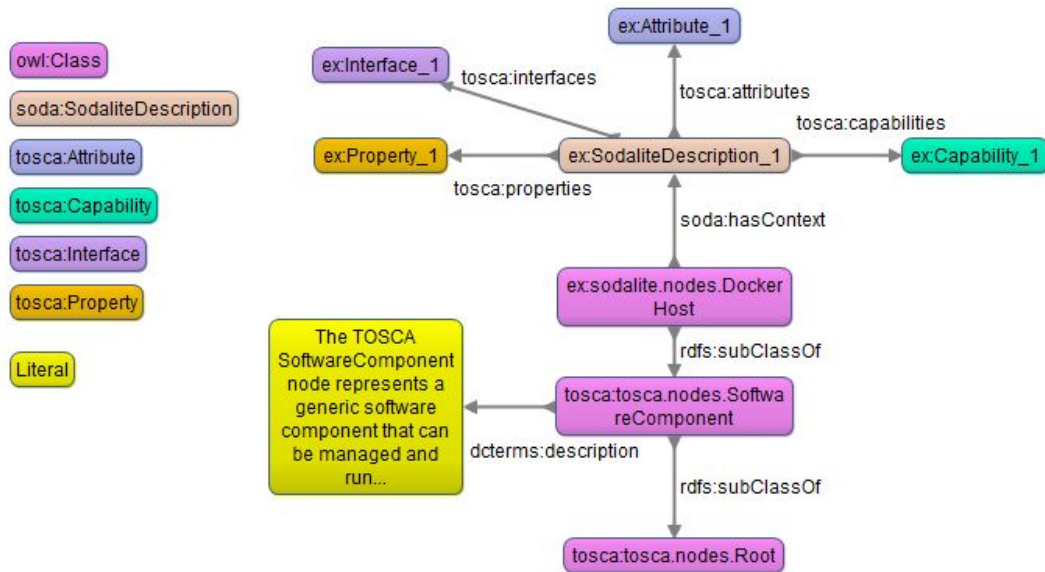 owl:Class
soda:SodaliteDescription
tosca:Attribute
tosca:Capability
tosca:Interface
tosca:Property
Literal
ex:Attribute_1
ex:Interface_1
tosca:interfaces
tosca:attributes
tosca:capabilities
ex:Property_1
ex:SodaliteDescription_1
ex:Capability_1
tosca:properties
soda:hasContext
ex:sodalite.nodes.Docker
Host
rdfs:subClassOf
The TOSCA
SoftwareComponent
node represents a
generic software
component that can
be managed and
run...
tosca:tosca.nodes.Softwa
reComponent
dcterms:description
rdfs:subClassOf
tosca:tosca.nodes.Root